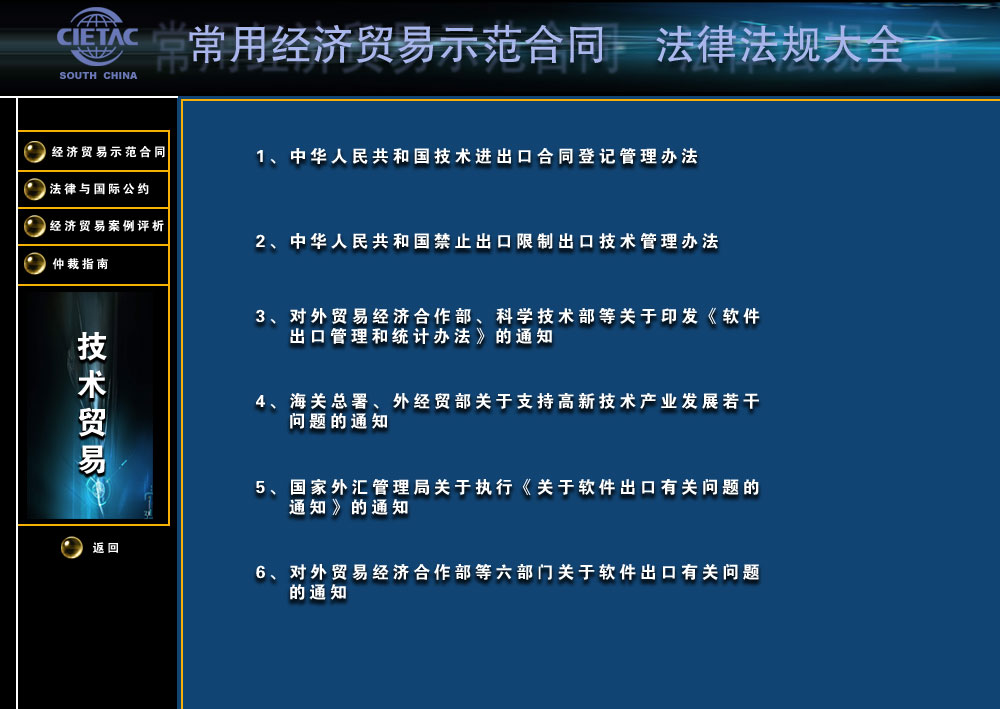 CIETAC
SOUTH CHINA
常用经济贸易示范合同 法律法规大全
经济贸易示范合同
法律与国际公约
经济贸易案例评析
仲裁指南
技术贸易
返回
1、中华人民共和国技术进出口合同登记管理办法
2、中华人民共和国禁止出口限制出口技术管理办法
3、对外贸易经济合作部、科学技术部等关于印发《软件
出口管理和统计办法》的通知
4、海关总署、外经贸部关于支持高新技术产业发展若干
问题的通知
5、国家外汇管理局关于执行《关于软件出口有关问题的
通知》的通知
6、对外贸易经济合作部等六部门关于软件出口有关问题
的通知